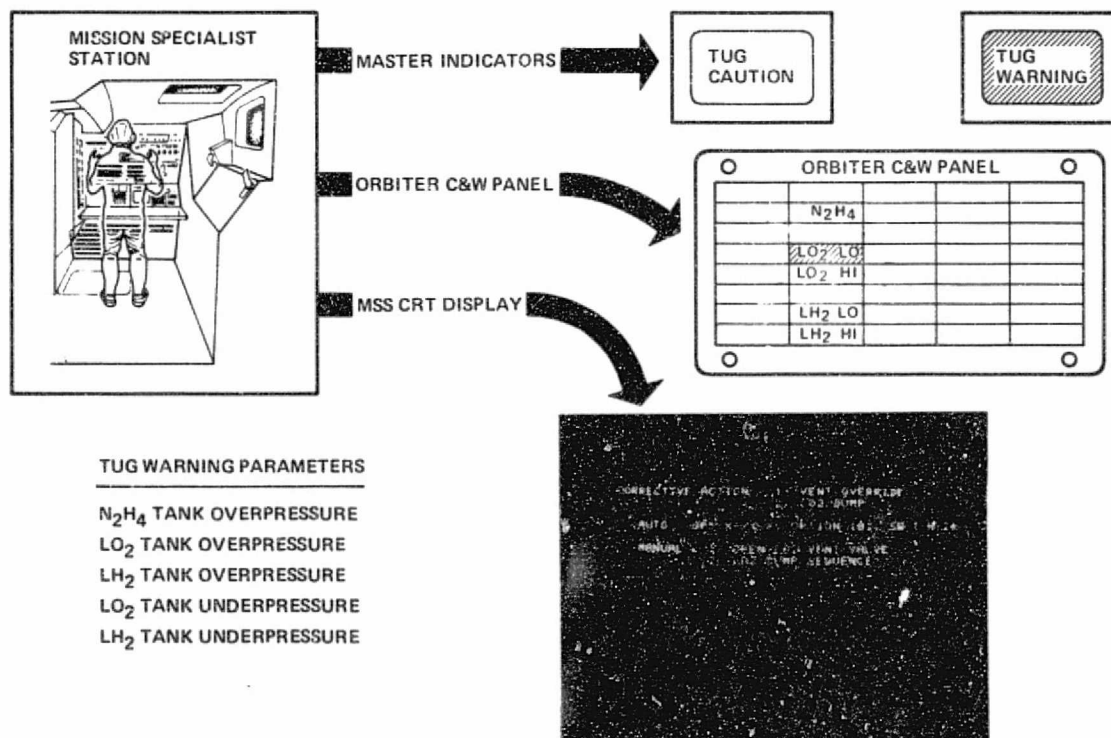 MISSION SPECIALIST
STATION
MASTER INDICATORS
ORBITER C&W PANEL
MSS CRT DISPLAY
TUG
CAUTION
TUG
WARNING
ORBITER C&W PANEL
N₂H₄
LO₂ LO
LO₂ HI
LH₂ LO
LH₂ HI
TUG WARNING PARAMETERS
N₂H₄ TANK OVERPRESSURE
LO₂ TANK OVERPRESSURE
LH₂ TANK OVERPRESSURE
LO₂ TANK UNDERPRESSURE
LH₂ TANK UNDERPRESSURE
CORRECTIVE ACTION VENT OVERRIDE
DUMP
AUTO
MANUAL OPEN VENT VALVE
DUMP SEQUENCE